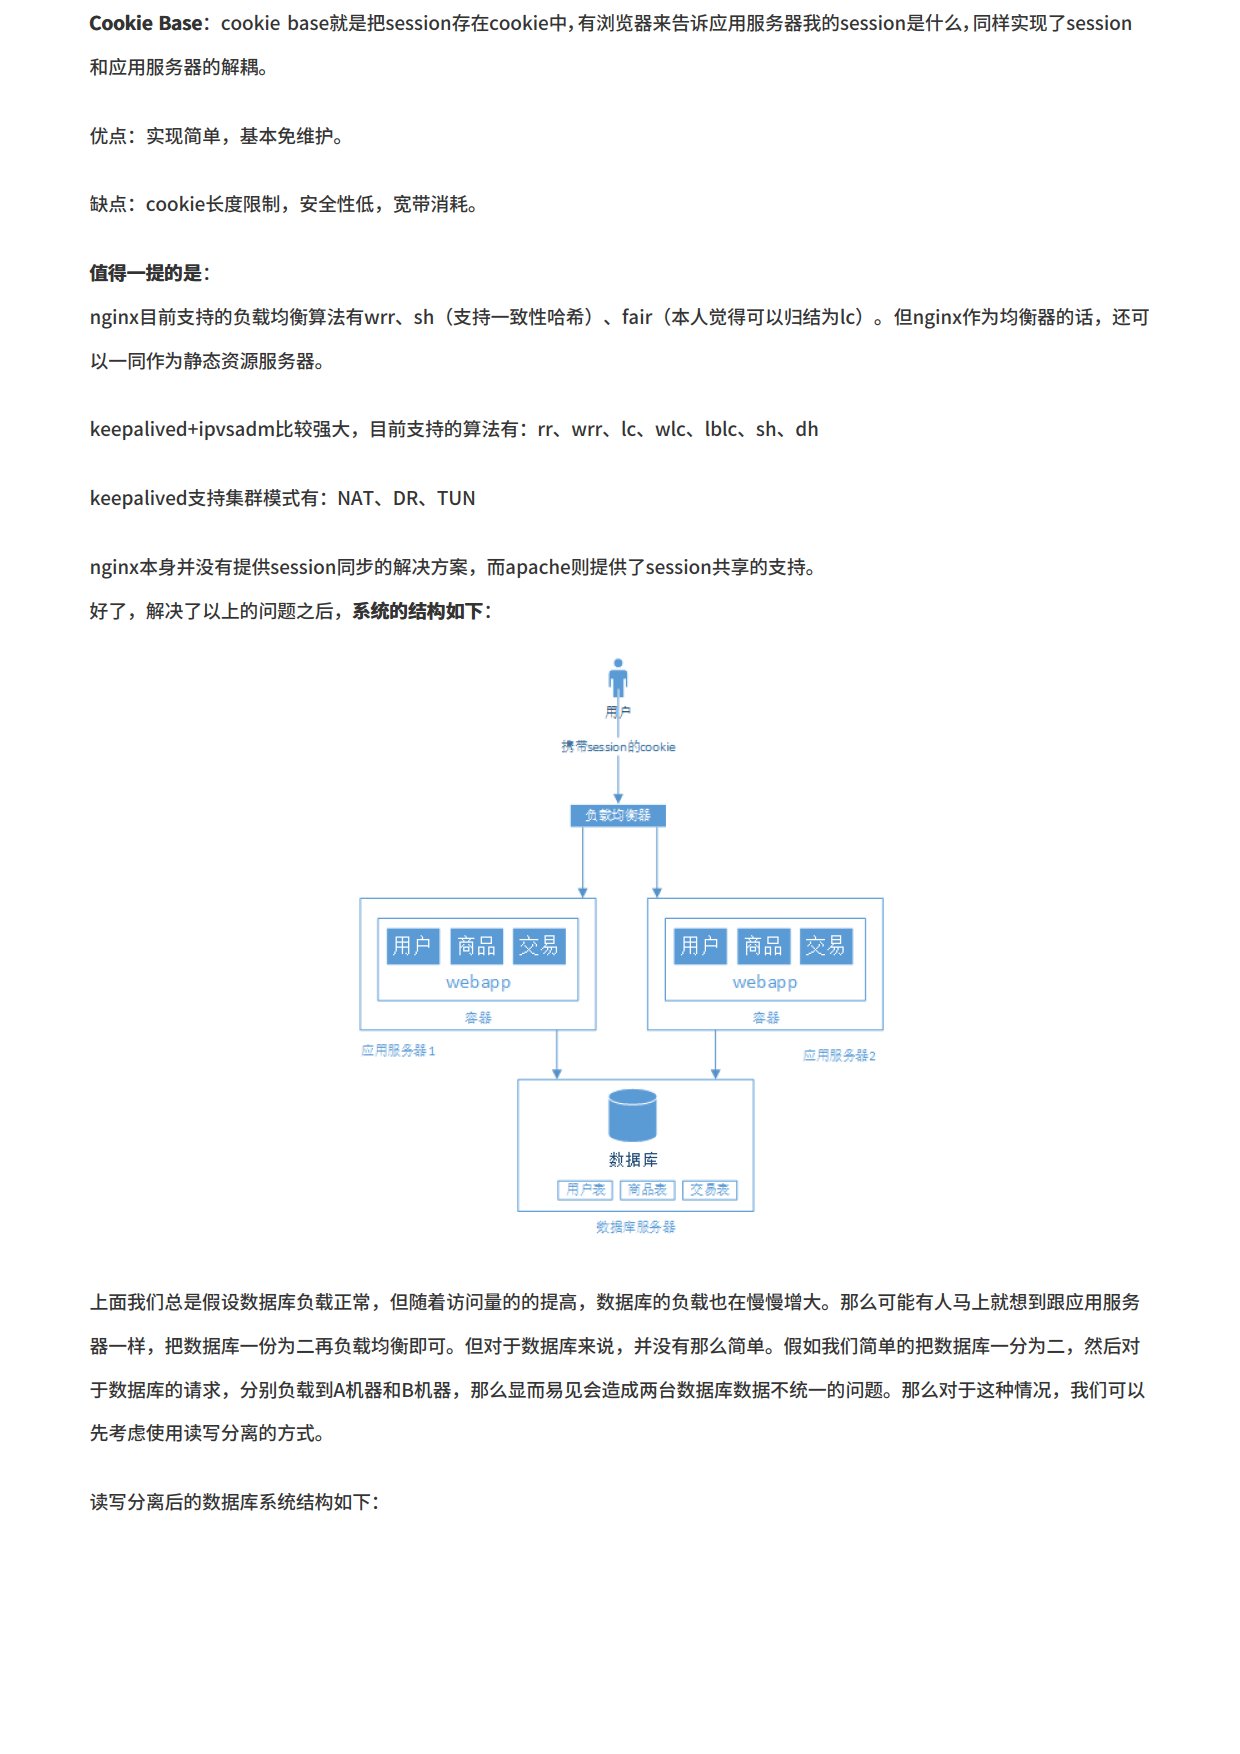 Cookie Base：cookie base就是把session存在cookie中，有浏览器来告诉应用服务器我的session是什么，同样实现了session
和应用服务器的解耦。
优点：实现简单，基本免维护。
缺点：cookie长度限制，安全性低，宽带消耗。
值得一提的是：
nginx目前支持的负载均衡算法有wrr、sh（支持一致性哈希）、fair（本人觉得可以归结为lc）。但nginx作为均衡器的话，还可
以一同作为静态资源服务器。
keepalived+ipvsadm比较强大，目前支持的算法有：rr、wrr、lc、wlc、lblc、sh、dh
keepalived支持集群模式有：NAT、DR、TUN
nginx本身并没有提供session同步的解决方案，而apache则提供了session共享的支持。
好了，解决了以上的问题之后，系统的结构如下：
用户
携带session的cookie
负载均衡器
用户 商品 交易 用户 商品 交易
webapp webapp
容器 容器
应用服务器1 应用服务器2
数据库
用户表 商品表 交易表
数据库服务器
上面我们总是假设数据库负载正常，但随着访问量的的提高，数据库的负载也在慢慢增大。那么可能有人马上就想到跟应用服务
器一样，把数据库一份为二再负载均衡即可。但对于数据库来说，并没有那么简单。假如我们简单的把数据库一分为二，然后对
于数据库的请求，分别负载到A机器和B机器，那么显而易见会造成两台数据库数据不统一的问题。那么对于这种情况，我们可以
先考虑使用读写分离的方式。
读写分离后的数据库系统结构如下：